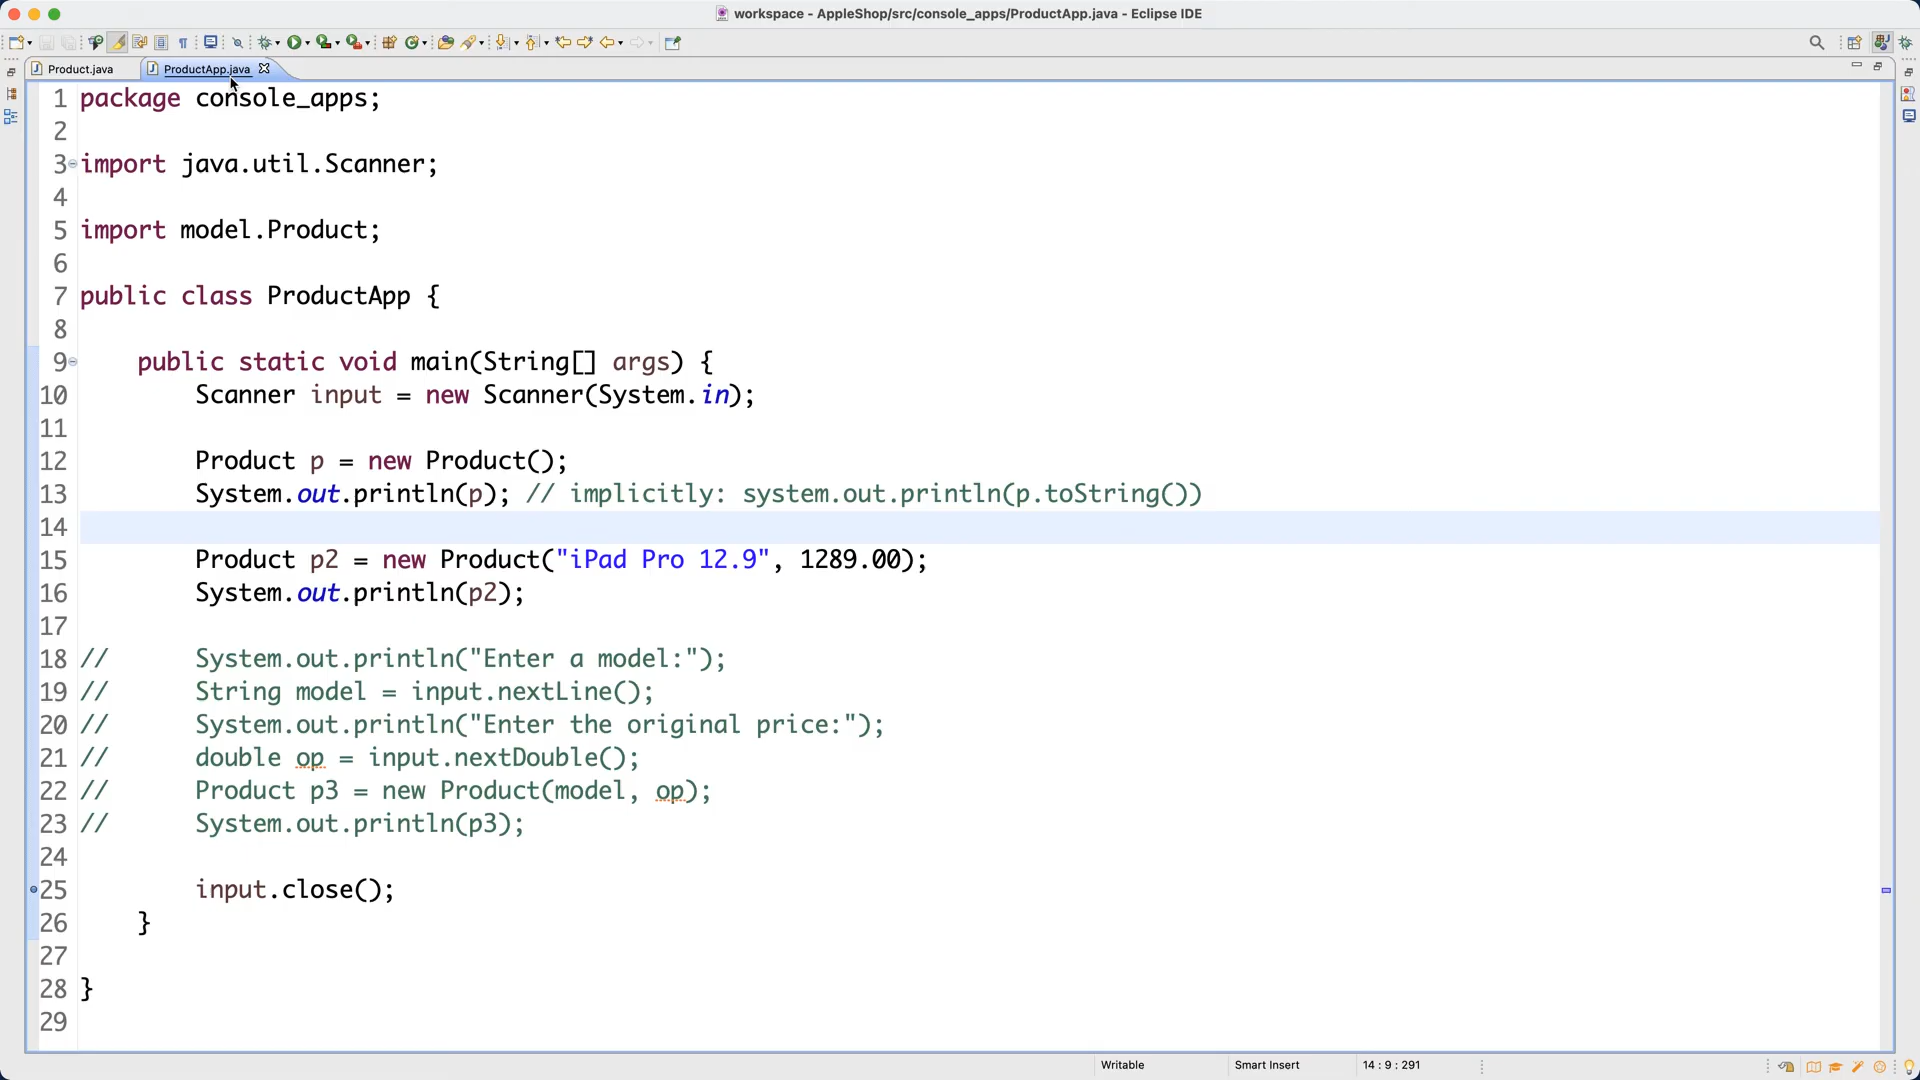 workspace - AppleShop/src/console_apps/ProductApp.java - Eclipse IDE
Product.java
ProductApp.java
1 package console_apps;
2
3 import java.util.Scanner;
4
5 import model.Product;
6
7 public class ProductApp {
8
9 public static void main(String[] args) {
10 Scanner input = new Scanner(System.in);
11
12 Product p = new Product();
13 System.out.println(p); // implicitly: system.out.println(p.toString())
14
15 Product p2 = new Product("iPad Pro 12.9", 1289.00);
16 System.out.println(p2);
17
18 // System.out.println("Enter a model:");
19 // String model = input.nextLine();
20 // System.out.println("Enter the original price:");
21 // double op = input.nextDouble();
22 // Product p3 = new Product(model, op);
23 // System.out.println(p3);
24
25 input.close();
26 }
27
28 }
29
Writable
Smart Insert
14 : 9 : 291